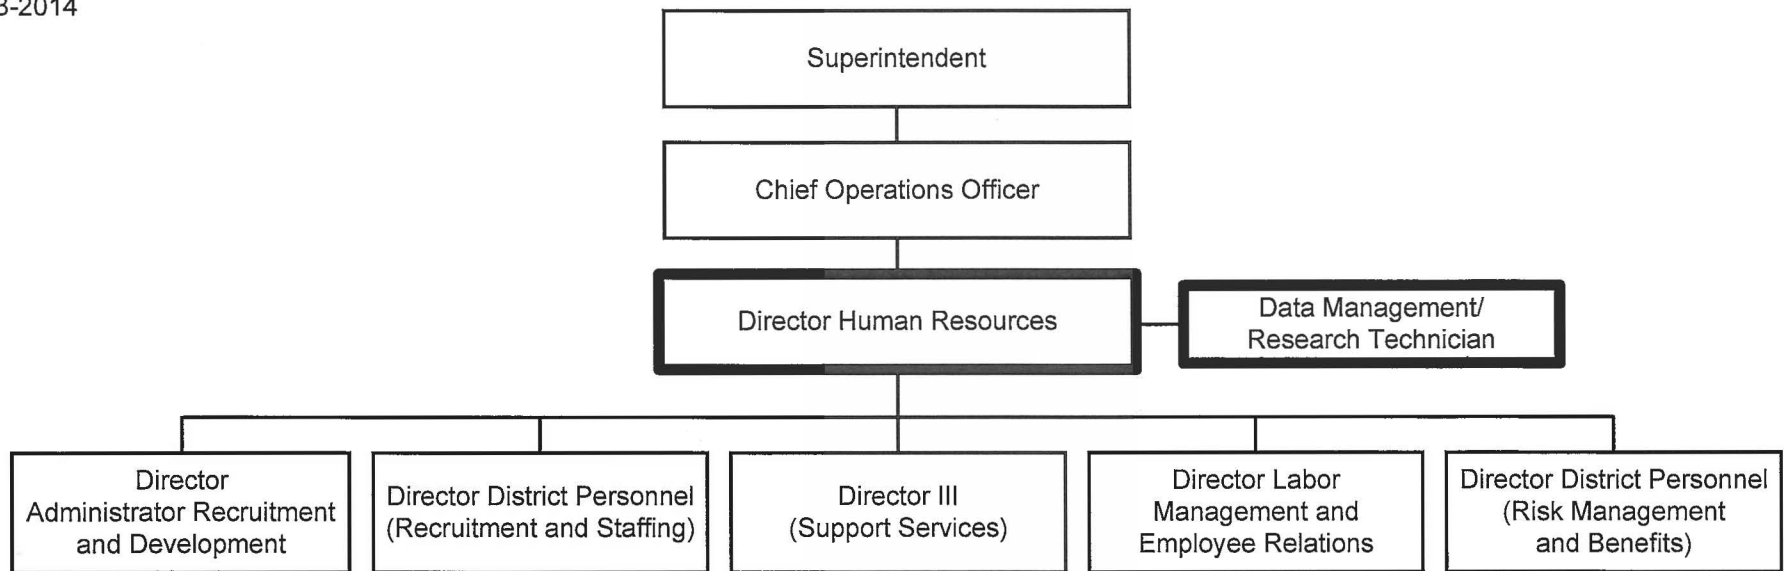 3-2014
Superintendent
Chief Operations Officer
Director Human Resources
Data Management/
Research Technician
Director
Administrator Recruitment
and Development
Director District Personnel
(Recruitment and Staffing)
Director III
(Support Services)
Director Labor
Management and
Employee Relations
Director District Personnel
(Risk Management
and Benefits)